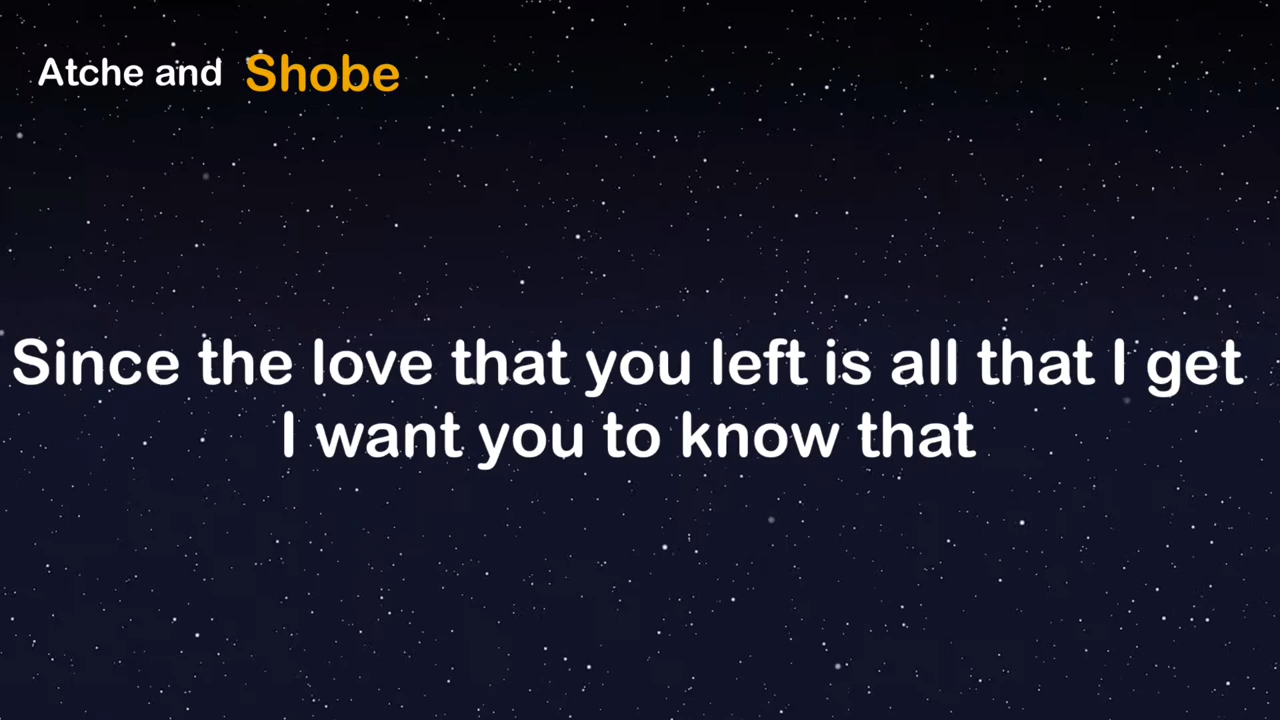 Atche and Shobe
Since the love that you left is all that I get
I want you to know that